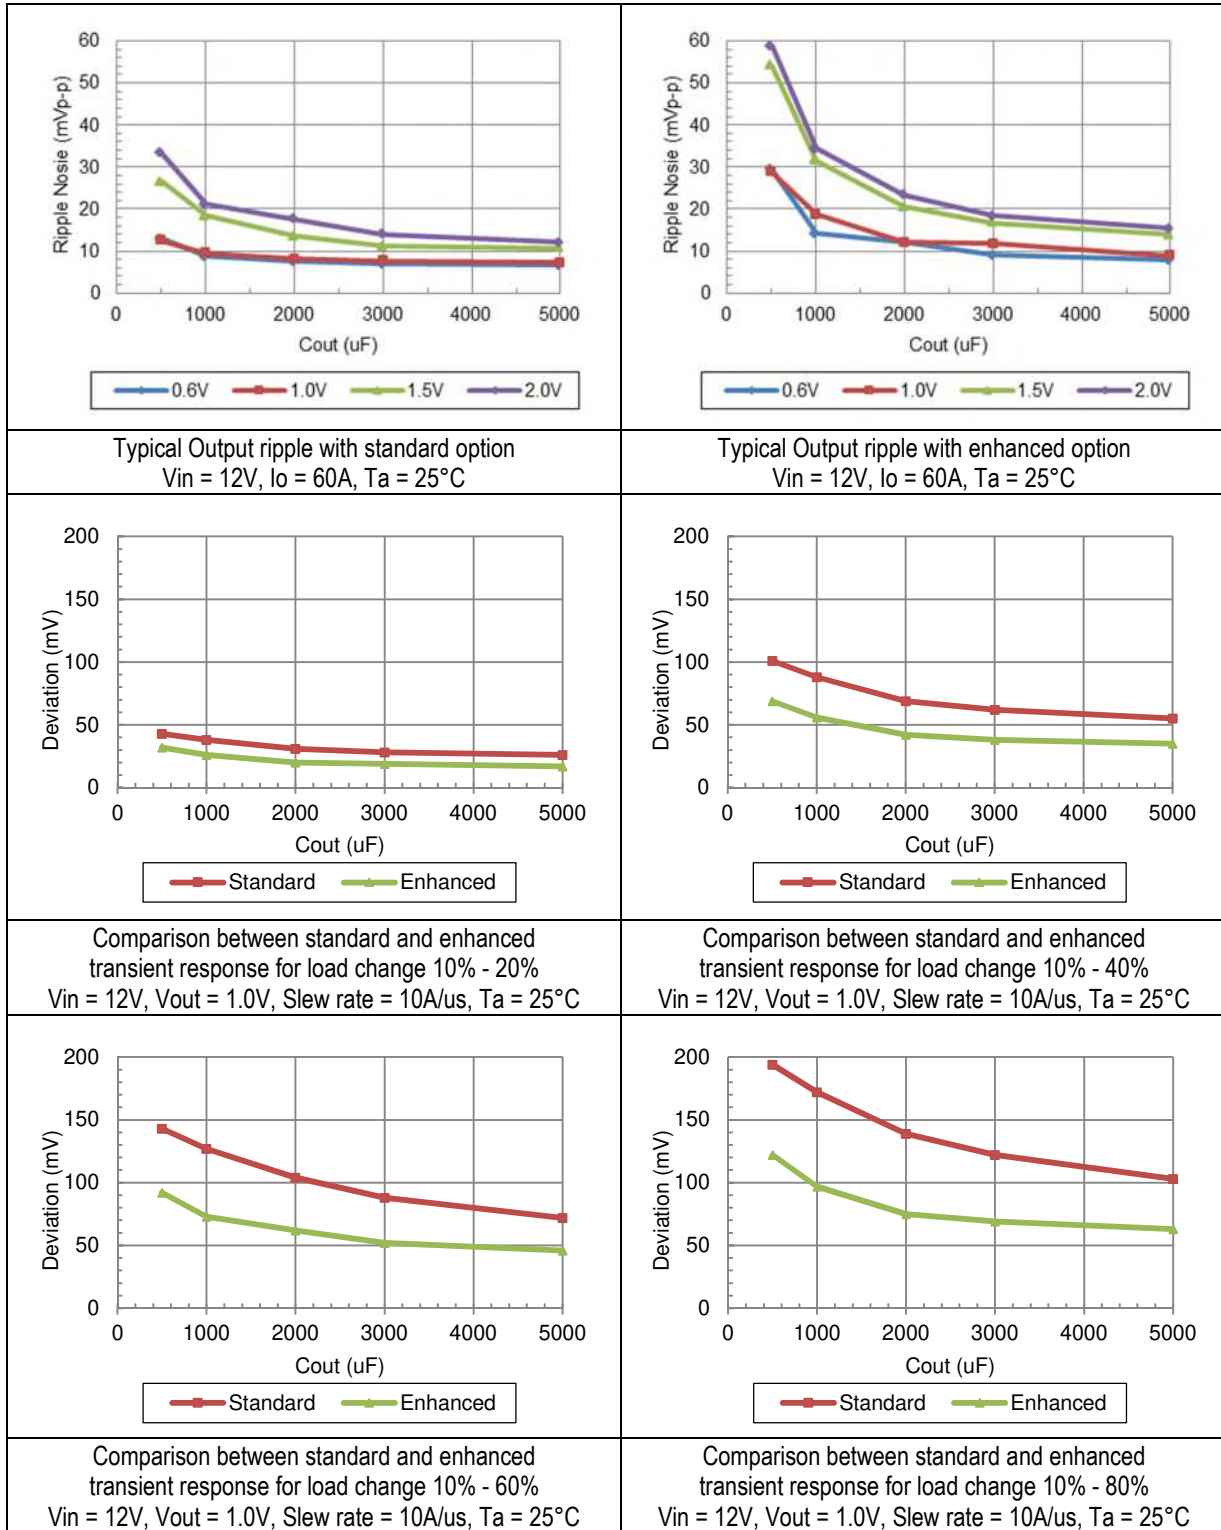 60
50
40
30
20
10
0
Ripple Nosie (mVp-p)
0 1000 2000 3000 4000 5000
Cout (uF)
0.6V 1.0V 1.5V 2.0V
Typical Output ripple with standard option
Vin = 12V, Io = 60A, Ta = 25°C
60
50
40
30
20
10
0
Ripple Nosie (mVp-p)
0 1000 2000 3000 4000 5000
Cout (uF)
0.6V 1.0V 1.5V 2.0V
Typical Output ripple with enhanced option
Vin = 12V, Io = 60A, Ta = 25°C
200
150
100
50
0
Deviation (mV)
0 1000 2000 3000 4000 5000
Cout (uF)
Standard Enhanced
Comparison between standard and enhanced
transient response for load change 10% - 20%
Vin = 12V, Vout = 1.0V, Slew rate = 10A/us, Ta = 25°C
200
150
100
50
0
Deviation (mV)
0 1000 2000 3000 4000 5000
Cout (uF)
Standard Enhanced
Comparison between standard and enhanced
transient response for load change 10% - 40%
Vin = 12V, Vout = 1.0V, Slew rate = 10A/us, Ta = 25°C
200
150
100
50
0
Deviation (mV)
0 1000 2000 3000 4000 5000
Cout (uF)
Standard Enhanced
Comparison between standard and enhanced
transient response for load change 10% - 60%
Vin = 12V, Vout = 1.0V, Slew rate = 10A/us, Ta = 25°C
200
150
100
50
0
Deviation (mV)
0 1000 2000 3000 4000 5000
Cout (uF)
Standard Enhanced
Comparison between standard and enhanced
transient response for load change 10% - 80%
Vin = 12V, Vout = 1.0V, Slew rate = 10A/us, Ta = 25°C